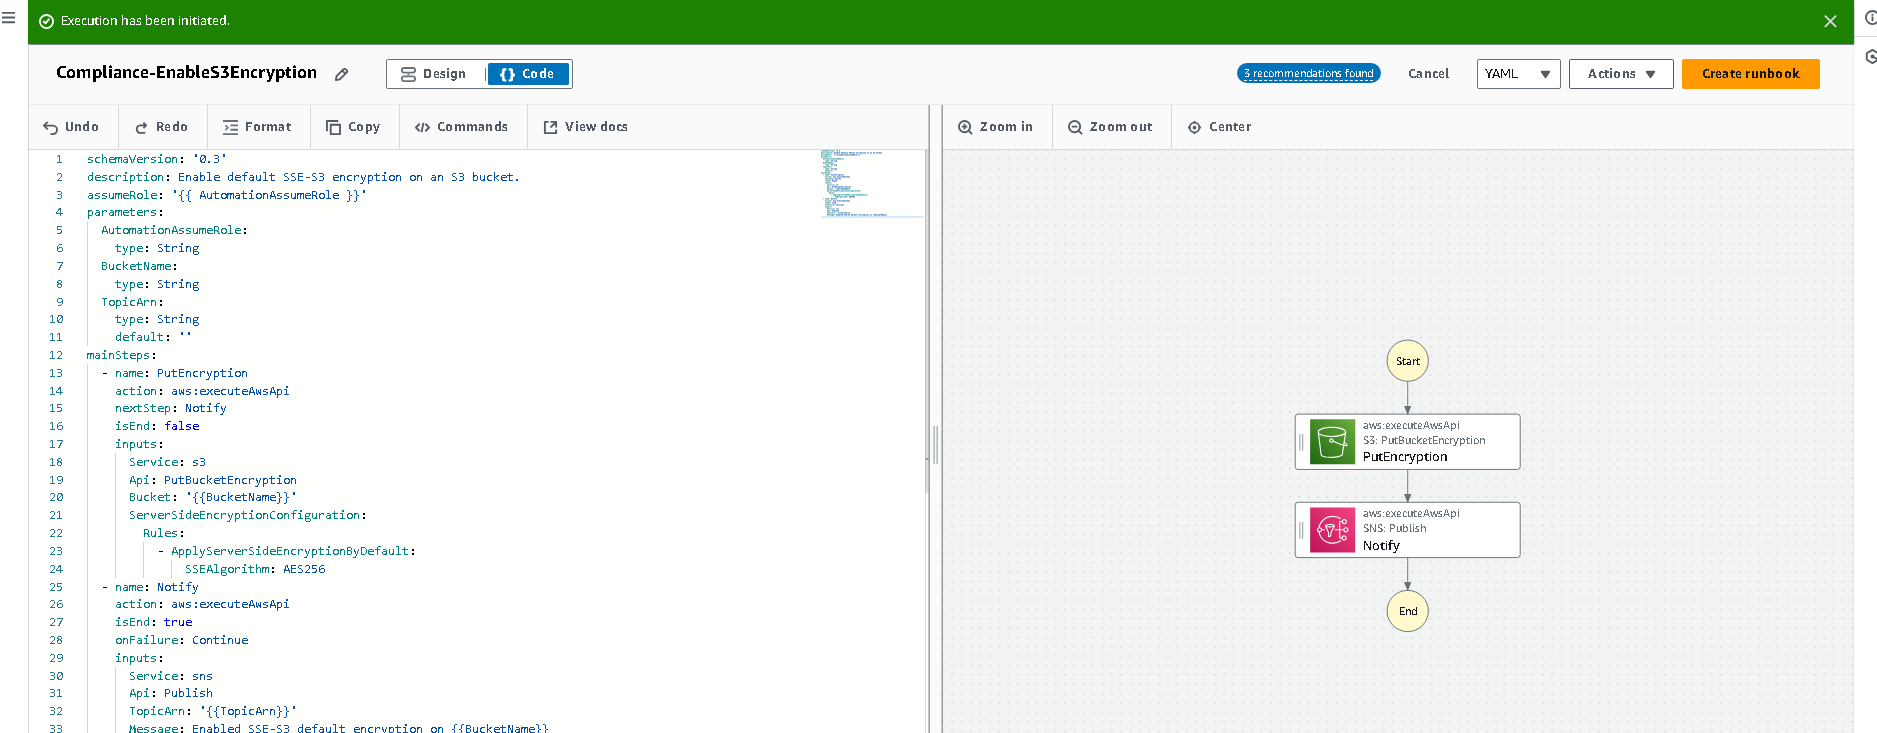 Execution has been initiated.
Compliance-EnableS3Encryption
Design
{} Code
3 recommendations found
Cancel
YAML
Actions
Create runbook
Undo
Redo
Format
Copy
Commands
View docs
Zoom in
Zoom out
Center
1 schemaVersion: '0.3'
2 description: Enable default SSE-S3 encryption on an S3 bucket.
3 assumeRole: '{{ AutomationAssumeRole }}'
4 parameters:
5 AutomationAssumeRole:
6 type: String
7 BucketName:
8 type: String
9 TopicArn:
10 type: String
11 default: ''
12 mainSteps:
13 - name: PutEncryption
14 action: aws:executeAwsApi
15 nextStep: Notify
16 isEnd: false
17 inputs:
18 Service: s3
19 Api: PutBucketEncryption
20 Bucket: '{{BucketName}}'
21 ServerSideEncryptionConfiguration:
22 Rules:
23 - ApplyServerSideEncryptionByDefault:
24 SSEAlgorithm: AES256
25 - name: Notify
26 action: aws:executeAwsApi
27 isEnd: true
28 onFailure: Continue
29 inputs:
30 Service: sns
31 Api: Publish
32 TopicArn: '{{TopicArn}}'
33 Message: Enabled SSE-S3 default encryption on {{BucketName}}
Start
aws:executeAwsApi
S3: PutBucketEncryption
PutEncryption
aws:executeAwsApi
SNS: Publish
Notify
End